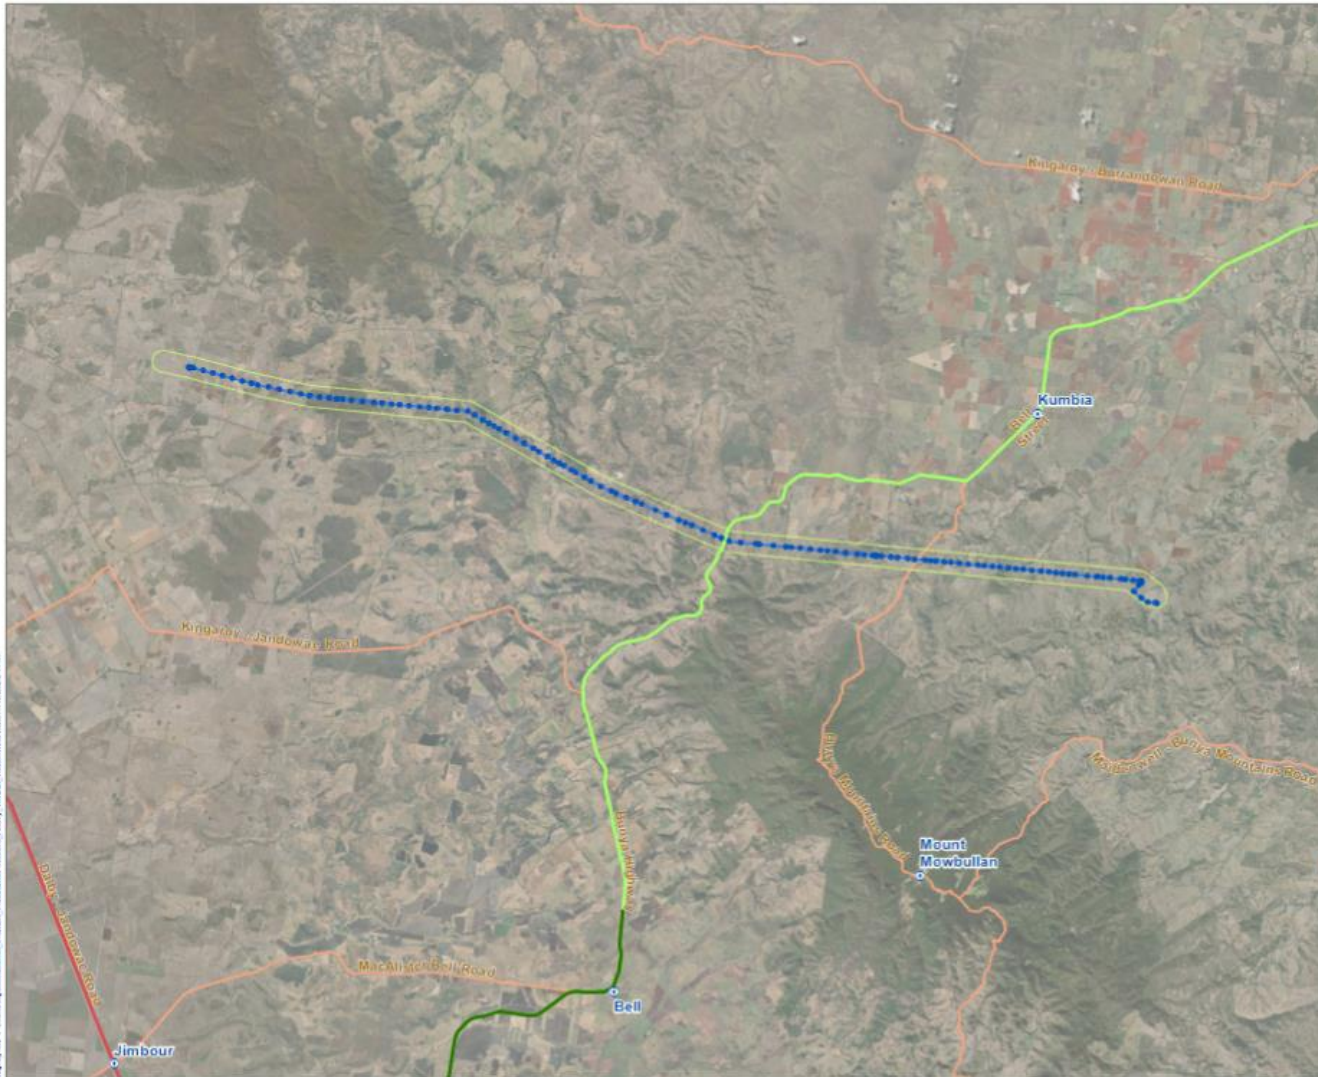 Kingaroy - Burrandowan Road
Kumbia
Bell
Street
Kingaroy - Jandowae Road
Bunya Mountains Road
Maidenwell - Bunya Mountains Road
Mount
Mowbullan
Bunya Highway
Dalby - Jandowae Road
MacAlister Bell Road
Bell
Jimbour